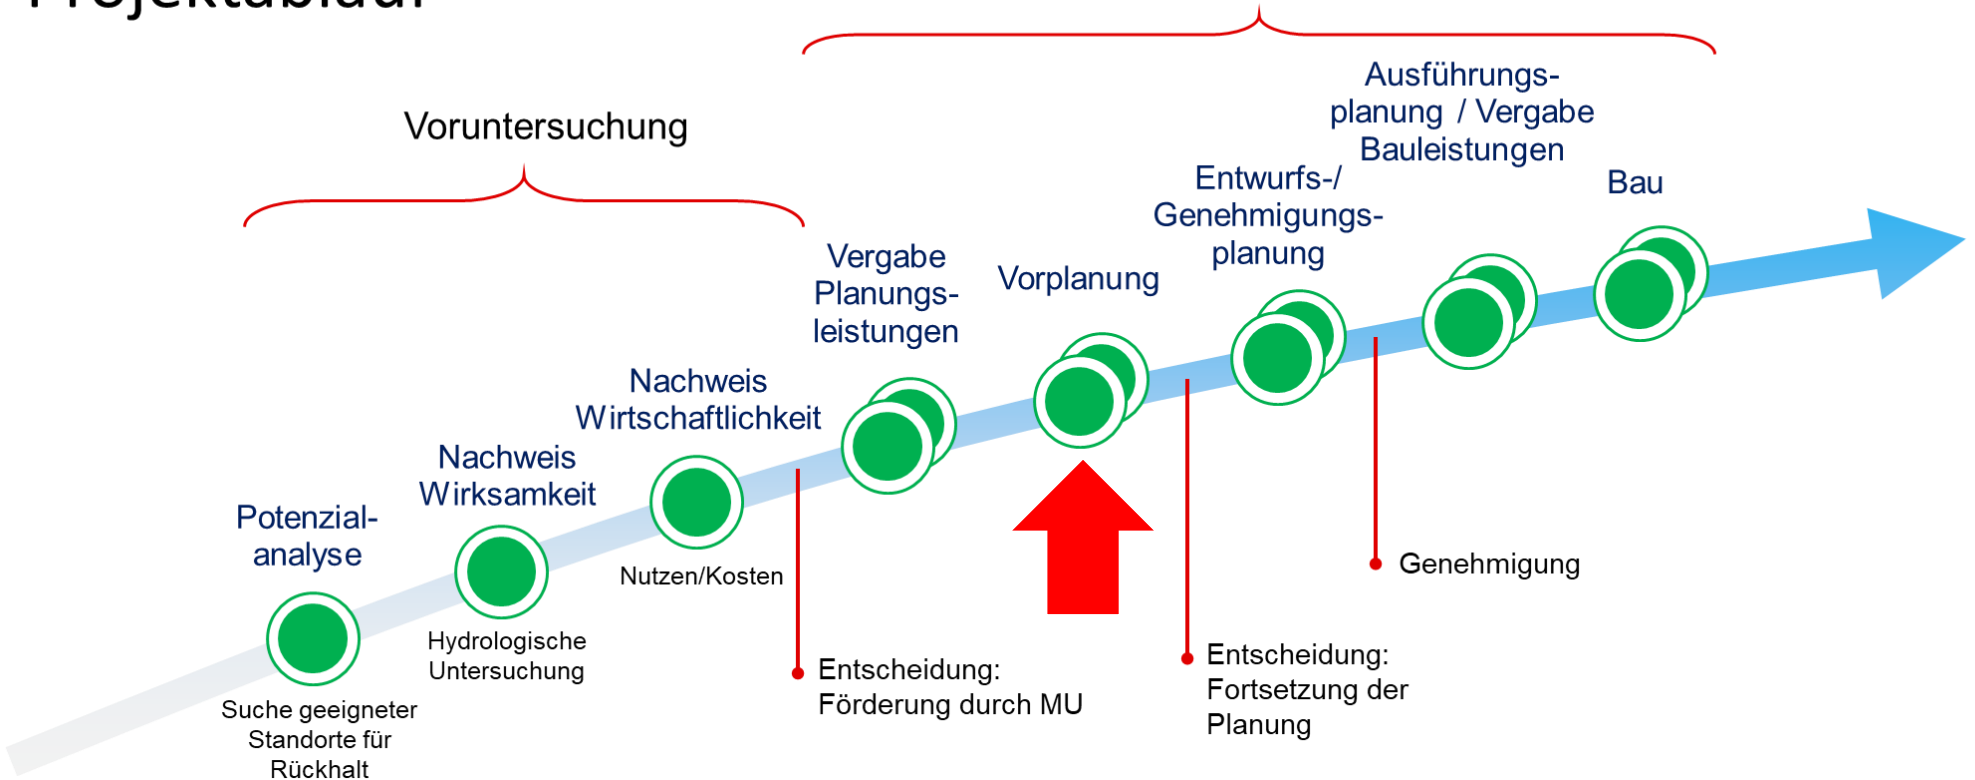 Projektablauf
Voruntersuchung
Potenzial-
analyse
Suche geeigneter
Standorte für
Rückhalt
Nachweis
Wirksamkeit
Hydrologische
Untersuchung
Nachweis
Wirtschaftlichkeit
Nutzen/Kosten
Entscheidung:
Förderung durch MU
Vergabe
Planungs-
leistungen
Vorplanung
Entscheidung:
Fortsetzung der
Planung
Entwurfs-/
Genehmigungs-
planung
Genehmigung
Ausführungs-
planung / Vergabe
Bauleistungen
Bau